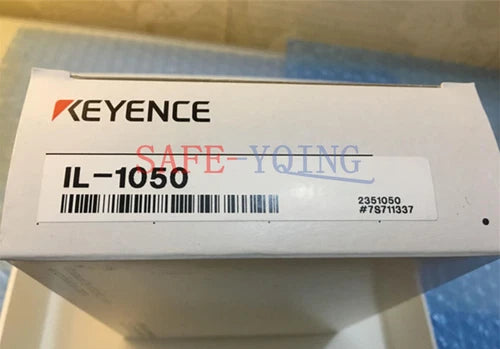 KEYENCE
SAFE-YQING
IL-1050
2351050
#7S711337